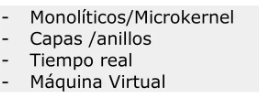 - Monolíticos/Microkernel
- Capas /anillos
- Tiempo real
- Máquina Virtual